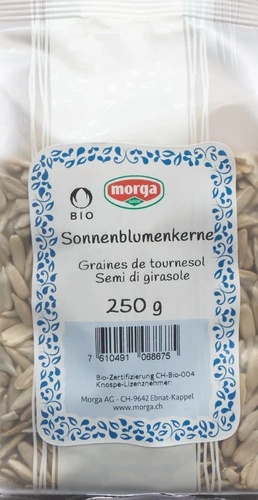 morga
BIO
Sonnenblumenkerne
Graines de tournesol
Semi di girasole
250 g
7 610491 068675
Bio-Zertifizierung CH-Bio-004
Knospe-Lizenznehmer:
Morga AG - CH-9642 Ebnat-Kappel
www.morga.ch